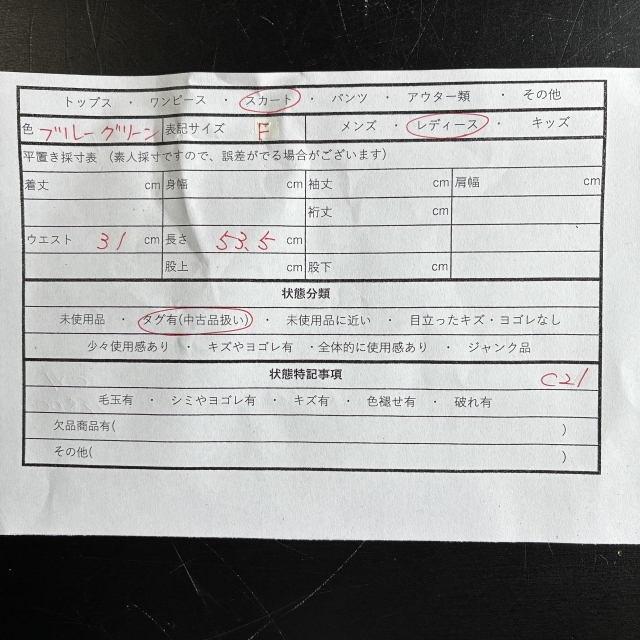 トップス ・ ワンピース ・ スカート ・ パンツ ・ アウター類 ・ その他
色 ブルーグリーン 表記サイズ F メンズ ・ レディース ・ キッズ
平置き採寸表 (素人採寸ですので、誤差がでる場合がございます)
着丈 cm 身幅 cm 袖丈 cm 肩幅 cm
裄丈 cm
ウエスト 31 cm 長さ 53.5 cm
股上 cm 股下 cm
状態分類
未使用品 ・ タグ有(中古品扱い) ・ 未使用品に近い ・ 目立ったキズ・ヨゴレなし
少々使用感あり ・ キズやヨゴレ有 ・全体的に使用感あり ・ ジャンク品
状態特記事項 C21
毛玉有 ・ シミやヨゴレ有 ・ キズ有 ・ 色褪せ有 ・ 破れ有
欠品商品有( )
その他( )